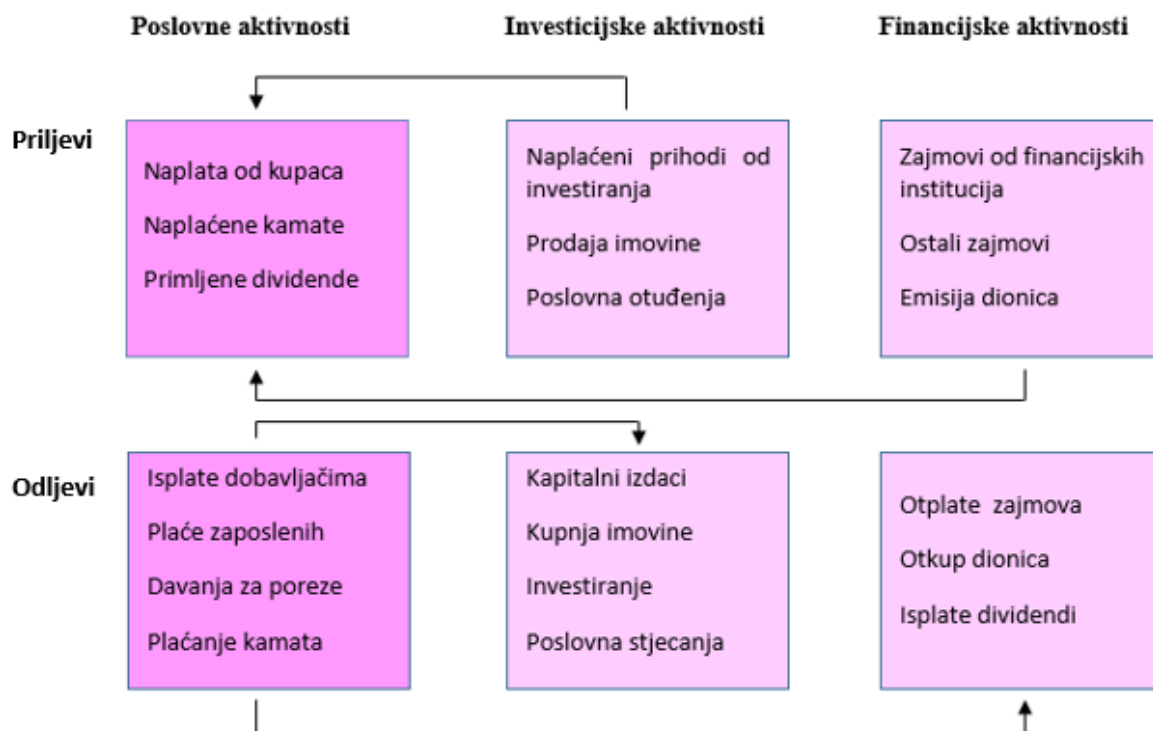 Poslovne aktivnosti
Investicijske aktivnosti
Financijske aktivnosti
Priljevi
Naplata od kupaca
Naplaćene kamate
Primljene dividende
Naplaćeni prihodi od
investiranja
Prodaja imovine
Poslovna otuđenja
Zajmovi od financijskih
institucija
Ostali zajmovi
Emisija dionica
Odljevi
Isplate dobavljačima
Plaće zaposlenih
Davanja za poreze
Plaćanje kamata
Kapitalni izdaci
Kupnja imovine
Investiranje
Poslovna stjecanja
Otplate zajmova
Otkup dionica
Isplate dividendi